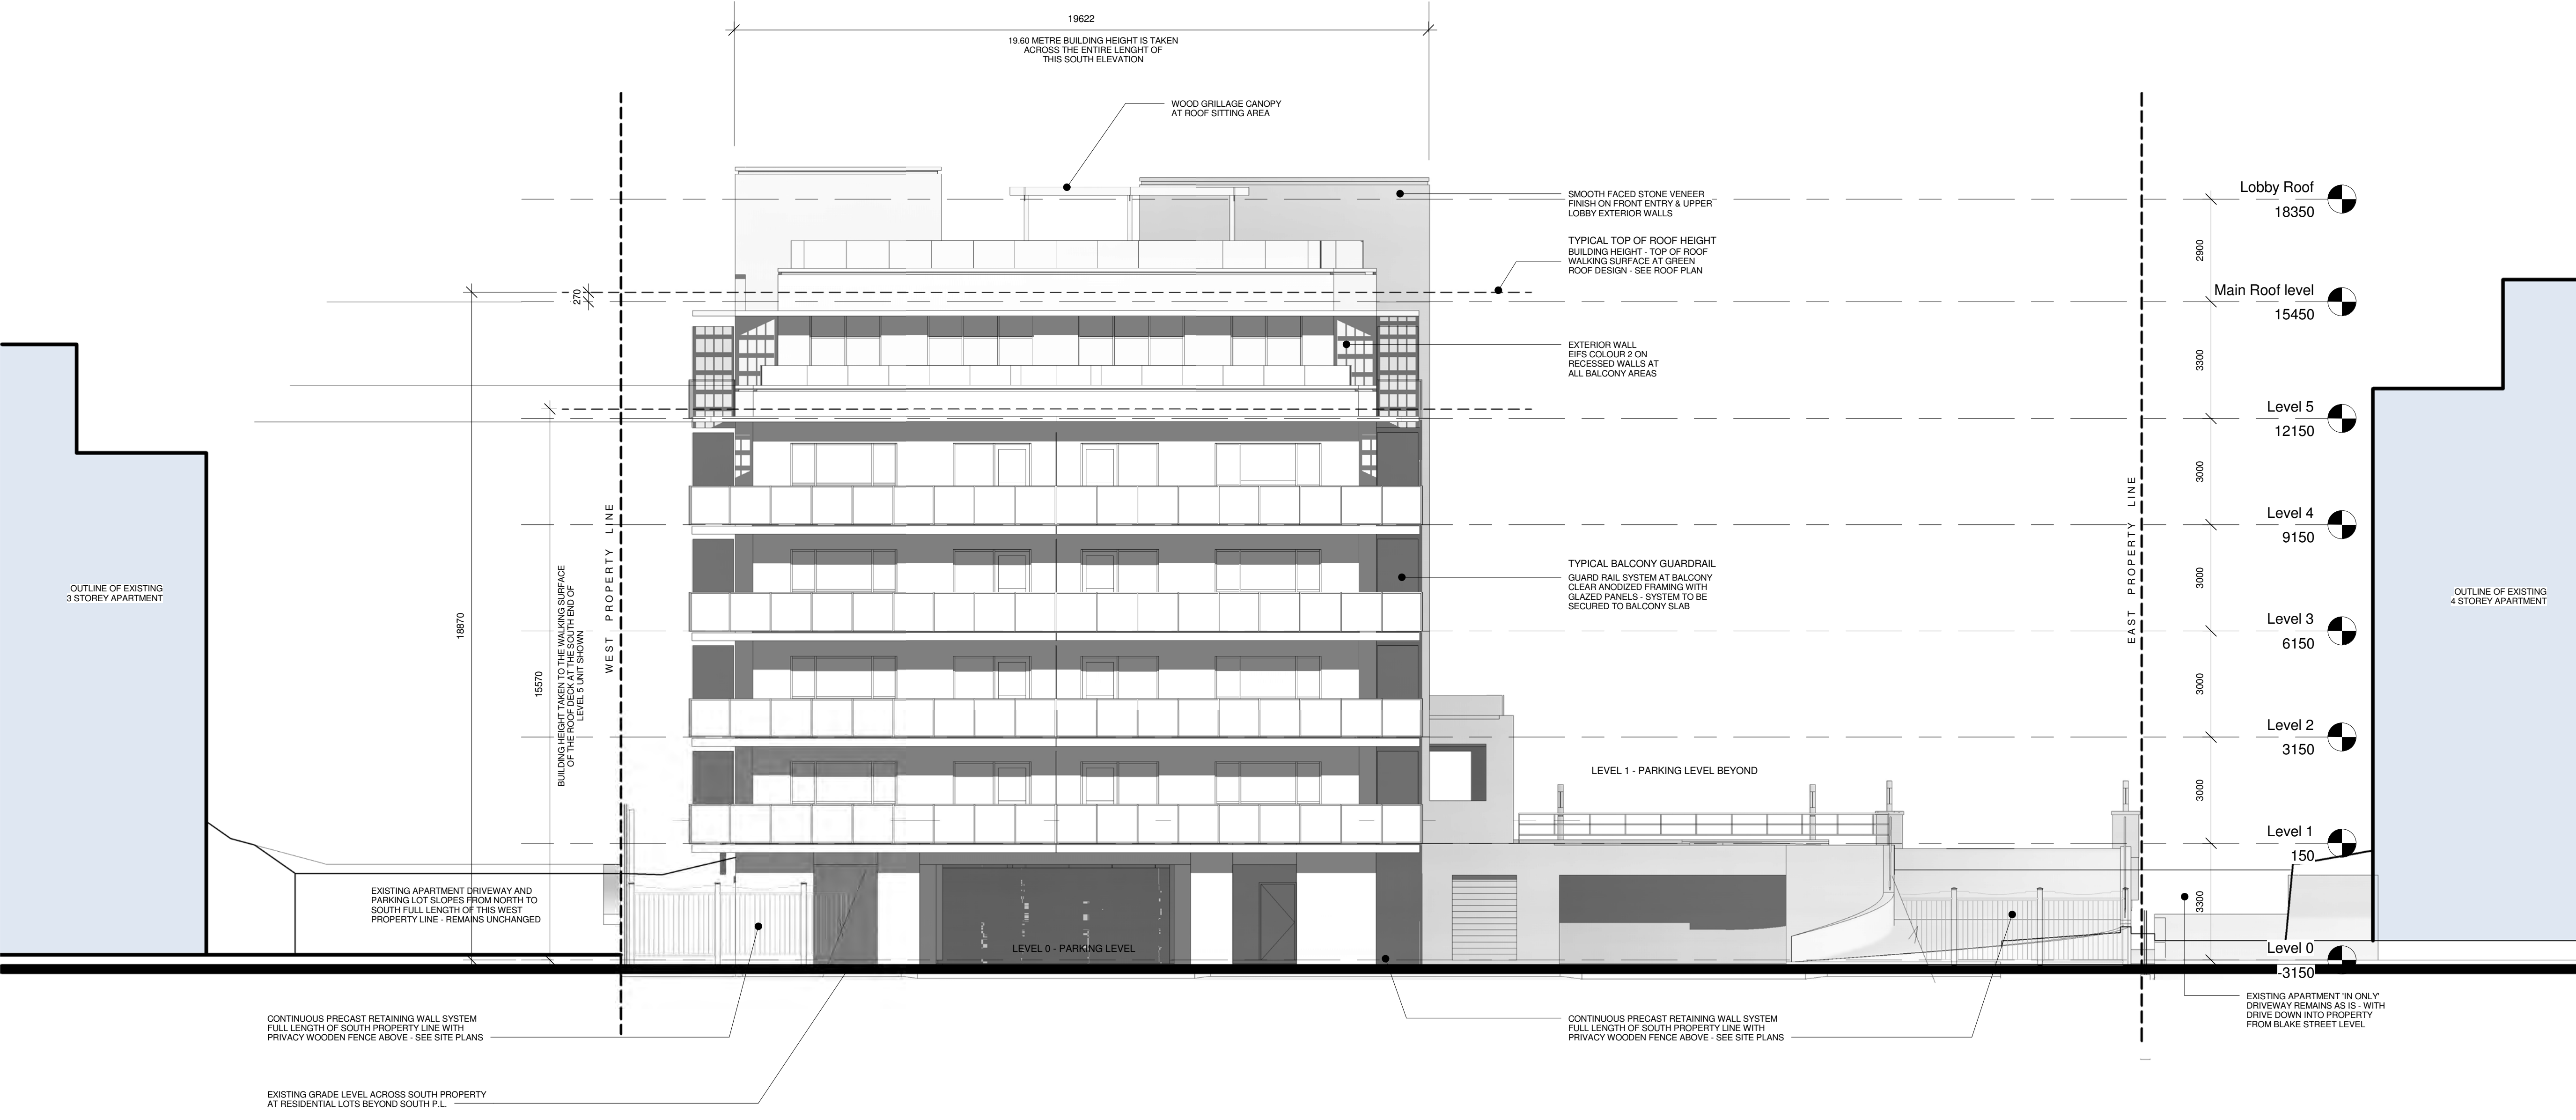 19622
19.60 METRE BUILDING HEIGHT IS TAKEN
ACROSS THE ENTIRE LENGHT OF
THIS SOUTH ELEVATION
WOOD GRILLAGE CANOPY
AT ROOF SITTING AREA
SMOOTH FACED STONE VENEER
FINISH ON FRONT ENTRY & UPPER
LOBBY EXTERIOR WALLS
Lobby Roof
18350
2900
TYPICAL TOP OF ROOF HEIGHT
BUILDING HEIGHT - TOP OF ROOF
WALKING SURFACE AT GREEN
ROOF DESIGN - SEE ROOF PLAN
270
Main Roof level
15450
3300
EXTERIOR WALL
EIFS COLOUR 2 ON
RECESSED WALLS AT
ALL BALCONY AREAS
Level 5
12150
3000
Level 4
9150
3000
TYPICAL BALCONY GUARDRAIL
GUARD RAIL SYSTEM AT BALCONY
CLEAR ANODIZED FRAMING WITH
GLAZED PANELS - SYSTEM TO BE
SECURED TO BALCONY SLAB
OUTLINE OF EXISTING
3 STOREY APARTMENT
18870
15570
BUILDING HEIGHT TAKEN TO THE WALKING SURFACE
OF THE ROOF DECK AT THE SOUTH END OF
LEVEL 5 UNIT SHOWN
WEST PROPERTY LINE
EAST PROPERTY LINE
OUTLINE OF EXISTING
4 STOREY APARTMENT
Level 3
6150
3000
Level 2
3150
3000
LEVEL 1 - PARKING LEVEL BEYOND
Level 1
150
3300
EXISTING APARTMENT DRIVEWAY AND
PARKING LOT SLOPES FROM NORTH TO
SOUTH FULL LENGTH OF THIS WEST
PROPERTY LINE - REMAINS UNCHANGED
LEVEL 0 - PARKING LEVEL
Level 0
-3150
CONTINUOUS PRECAST RETAINING WALL SYSTEM
FULL LENGTH OF SOUTH PROPERTY LINE WITH
PRIVACY WOODEN FENCE ABOVE - SEE SITE PLANS
CONTINUOUS PRECAST RETAINING WALL SYSTEM
FULL LENGTH OF SOUTH PROPERTY LINE WITH
PRIVACY WOODEN FENCE ABOVE - SEE SITE PLANS
EXISTING APARTMENT 'IN ONLY'
DRIVEWAY REMAINS AS IS - WITH
DRIVE DOWN INTO PROPERTY
FROM BLAKE STREET LEVEL
EXISTING GRADE LEVEL ACROSS SOUTH PROPERTY
AT RESIDENTIAL LOTS BEYOND SOUTH P.L.